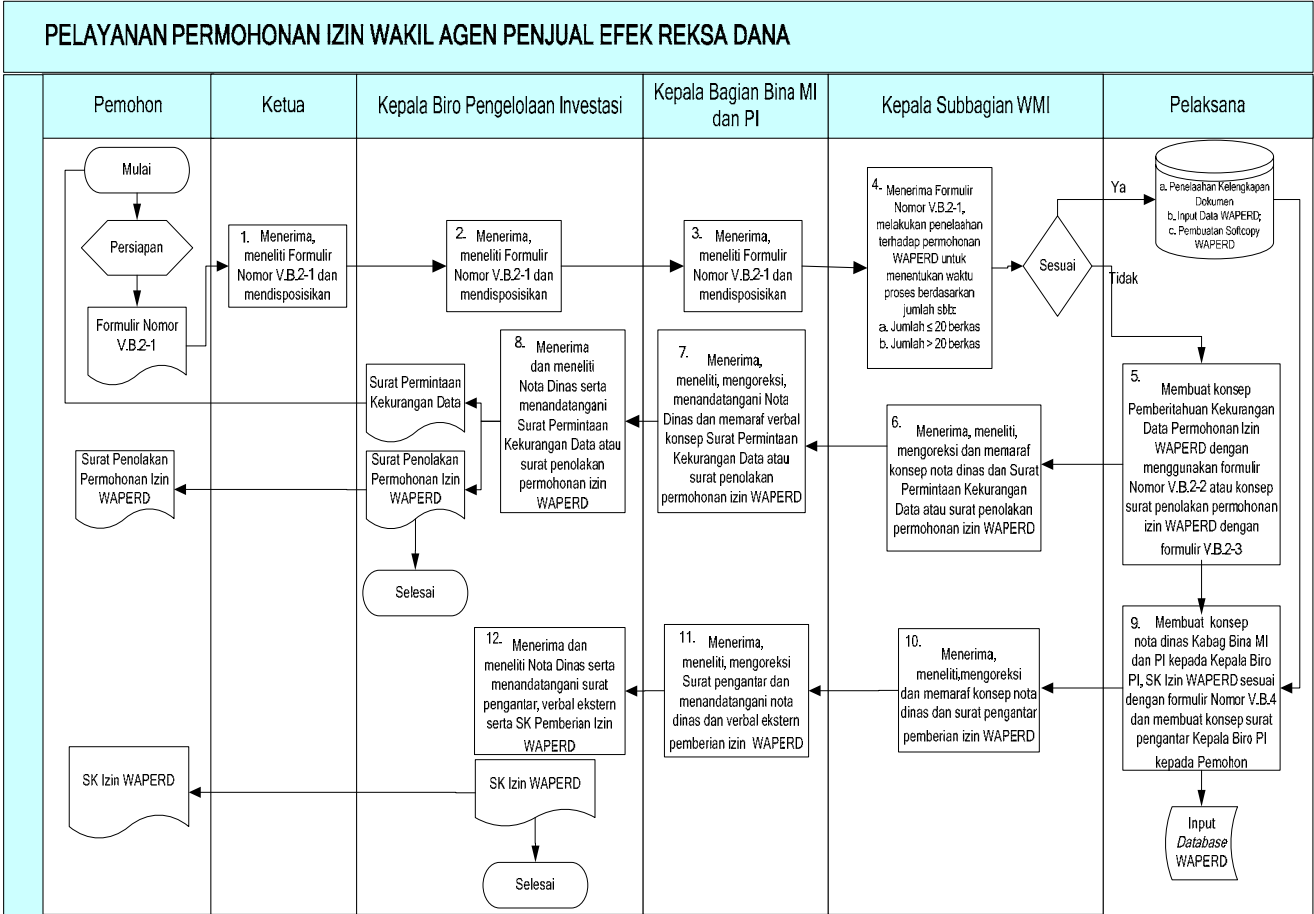 PELAYANAN PERMOHONAN IZIN WAKIL AGEN PENJUAL EFEK REKSA DANA
Pemohon
Ketua
Kepala Biro Pengelolaan Investasi
Kepala Bagian Bina MI
dan PI
Kepala Subbagian WMI
Pelaksana
Mulai
Persiapan
Formulir Nomor
V.B.2-1
1. Menerima,
meneliti Formulir
Nomor V.B.2-1 dan
mendisposisikan
2. Menerima,
meneliti Formulir
Nomor V.B.2-1 dan
mendisposisikan
3. Menerima,
meneliti Formulir
Nomor V.B.2-1 dan
mendisposisikan
4. Menerima Formulir
Nomor V.B.2-1,
melakukan penelaahan
terhadap permohonan
WAPERD untuk
menentukan waktu
proses berdasarkan
jumlah sbb:
a. Jumlah ≤ 20 berkas
b. Jumlah > 20 berkas
Sesuai
Ya
Tidak
a. Penelaahan Kelengkapan
Dokumen
b. Input Data WAPERD;
c. Pembuatan Softcopy
WAPERD
5.
Membuat konsep
Pemberitahuan Kekurangan
Data Permohonan Izin
WAPERD dengan
menggunakan formulir
Nomor V.B.2-2 atau konsep
surat penolakan permohonan
izin WAPERD dengan
formulir V.B.2-3
6.
Menerima, meneliti,
mengoreksi dan memaraf
konsep nota dinas dan Surat
Permintaan Kekurangan
Data atau surat penolakan
permohonan izin WAPERD
7.
Menerima,
meneliti, mengoreksi,
menandatangani Nota
Dinas dan memaraf verbal
konsep Surat Permintaan
Kekurangan Data atau
surat penolakan
permohonan izin WAPERD
8. Menerima
dan meneliti
Nota Dinas serta
menandatangani
Surat Permintaan
Kekurangan Data atau
surat penolakan
permohonan izin
WAPERD
Surat Permintaan
Kekurangan Data
Surat Penolakan
Permohonan Izin
WAPERD
Surat Penolakan
Permohonan Izin
WAPERD
Selesai
9. Membuat konsep
nota dinas Kabag Bina MI
dan PI kepada Kepala Biro
PI, SK Izin WAPERD sesuai
dengan formulir Nomor V.B.4
dan membuat konsep surat
pengantar Kepala Biro PI
kepada Pemohon
10.
Menerima,
meneliti,mengoreksi
dan memaraf konsep nota
dinas dan surat pengantar
pemberian izin WAPERD
11. Menerima,
meneliti, mengoreksi
Surat pengantar dan
menandatangani nota
dinas dan verbal ekstern
pemberian izin WAPERD
12. Menerima dan
meneliti Nota Dinas serta
menandatangani surat
pengantar, verbal ekstern
serta SK Pemberian Izin
WAPERD
SK Izin WAPERD
SK Izin WAPERD
Selesai
Input
Database
WAPERD